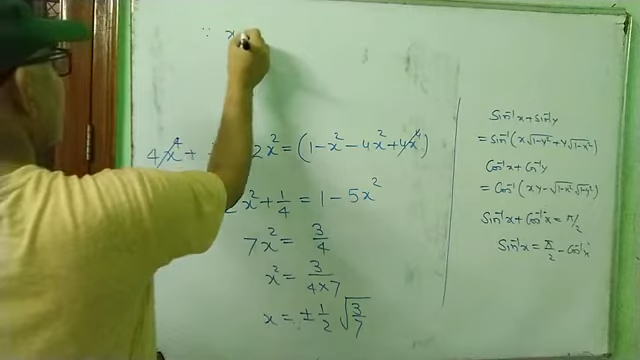 ∵ x
4x⁴ + 2x² = (1 - x² - 4x² + 4x⁴)
2x² + 1/4 = 1 - 5x²
7x² = 3/4
x² = 3/(4×7)
x = ± 1/2 √(3/7)
Sin⁻¹x + Sin⁻¹y
= Sin⁻¹(x√(1-y²) + y√(1-x²))
Cos⁻¹x + Cos⁻¹y
= Cos⁻¹(xy - √(1-x²)√(1-y²))
Sin⁻¹x + Cos⁻¹x = π/2
Sin⁻¹x = π/2 - Cos⁻¹x